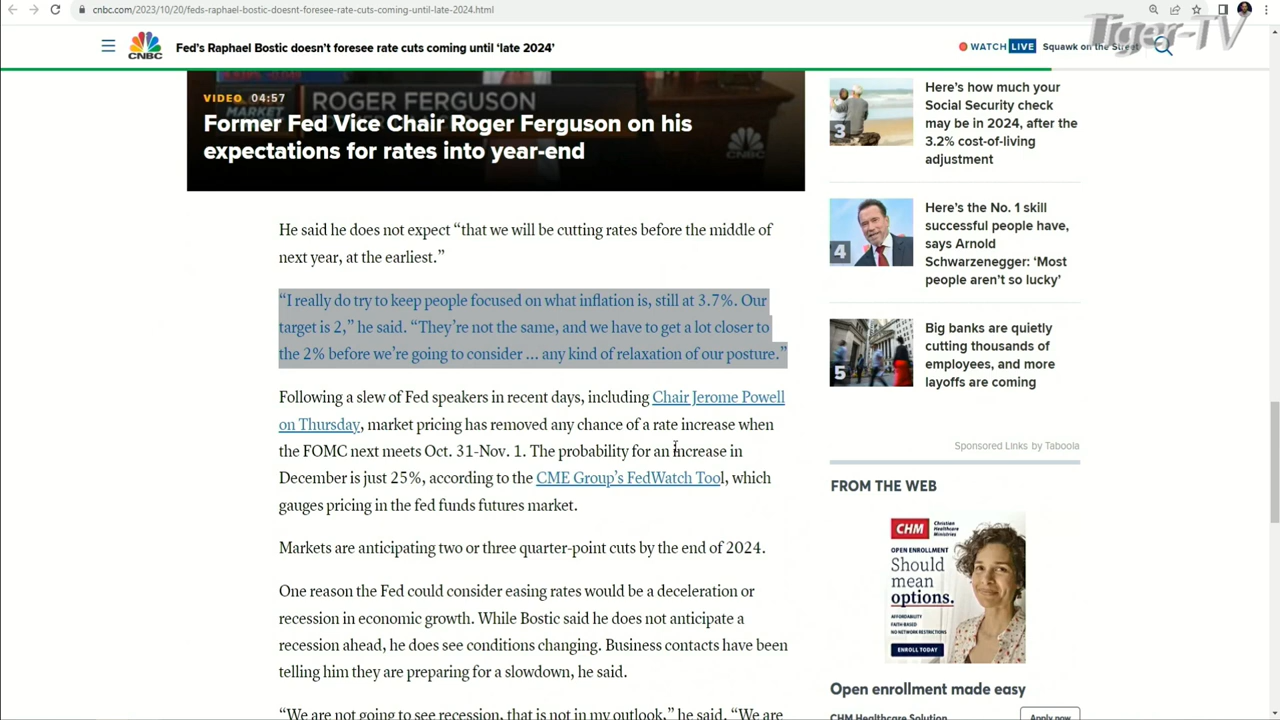 cnbc.com/2023/10/20/feds-raphael-bostic-doesnt-foresee-rate-cuts-coming-until-late-2024.html
Tiger-TV
CNBC
Fed's Raphael Bostic doesn't foresee rate cuts coming until 'late 2024'
WATCH LIVE
Squawk on the Street
VIDEO 04:57
ROGER FERGUSON
Former Fed Vice Chair Roger Ferguson on his
expectations for rates into year-end
He said he does not expect “that we will be cutting rates before the middle of
next year, at the earliest.”
“I really do try to keep people focused on what inflation is, still at 3.7%. Our
target is 2,” he said. “They’re not the same, and we have to get a lot closer to
the 2% before we’re going to consider … any kind of relaxation of our posture.”
Following a slew of Fed speakers in recent days, including Chair Jerome Powell
on Thursday, market pricing has removed any chance of a rate increase when
the FOMC next meets Oct. 31-Nov. 1. The probability for an increase in
December is just 25%, according to the CME Group’s FedWatch Tool, which
gauges pricing in the fed funds futures market.
Markets are anticipating two or three quarter-point cuts by the end of 2024.
One reason the Fed could consider easing rates would be a deceleration or
recession in economic growth. While Bostic said he does not anticipate a
recession ahead, he does see conditions changing. Business contacts have been
telling him they are preparing for a slowdown, he said.
“We are not going to see recession, that is not in my outlook,” he said. “We are
3
Here’s how much your
Social Security check
may be in 2024, after the
3.2% cost-of-living
adjustment
4
Here’s the No. 1 skill
successful people have,
says Arnold
Schwarzenegger: ‘Most
people aren’t so lucky’
5
Big banks are quietly
cutting thousands of
employees, and more
layoffs are coming
Sponsored Links by Taboola
FROM THE WEB
CHM
Christian
Healthcare
Ministries
OPEN ENROLLMENT
Should
mean
options.
AFFORDABILITY
FAITH-BASED
NO NETWORK RESTRICTIONS
ENROLL TODAY
Open enrollment made easy
CHM Healthcare Solution
Apply now